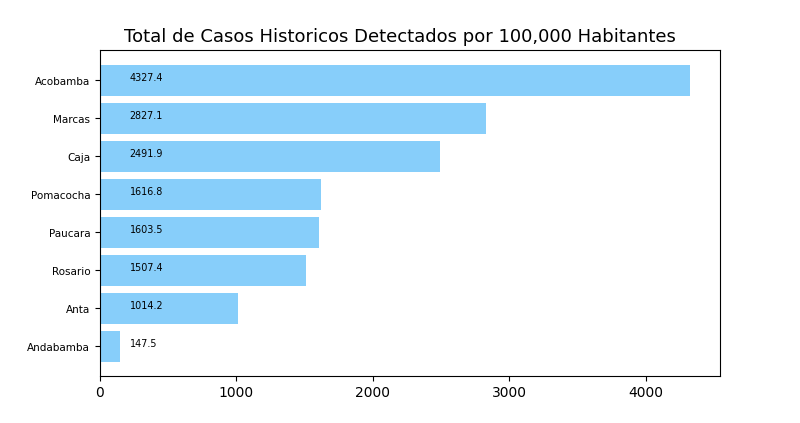 Total de Casos Historicos Detectados por 100,000 Habitantes
Acobamba 4327.4
Marcas 2827.1
Caja 2491.9
Pomacocha 1616.8
Paucara 1603.5
Rosario 1507.4
Anta 1014.2
Andabamba 147.5
0 1000 2000 3000 4000